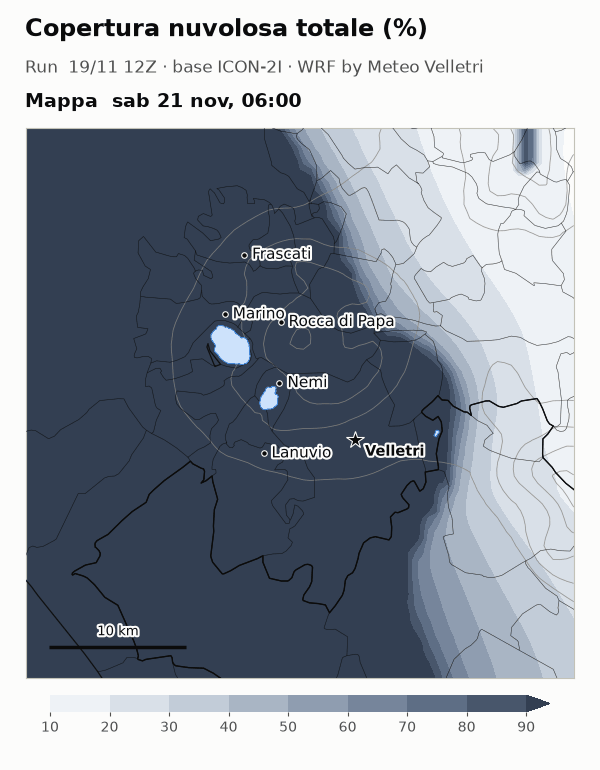 Copertura nuvolosa totale (%)
Run  19/11 12Z · base ICON-2I · WRF by Meteo Velletri
Mappa  sab 21 nov, 06:00
Frascati
Marino
Rocca di Papa
Nemi
Velletri
Lanuvio
10 km
10 20 30 40 50 60 70 80 90